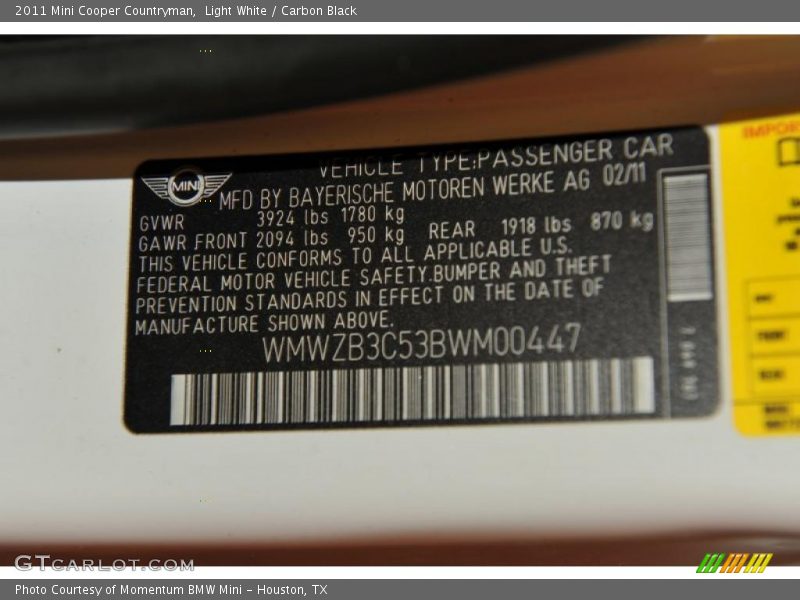 2011 Mini Cooper Countryman,  Light White / Carbon Black
VEHICLE TYPE:PASSENGER CAR
MINI
MFD BY BAYERISCHE MOTOREN WERKE AG 02/11
GVWR 3924 lbs 1780 kg
GAWR FRONT 2094 lbs 950 kg REAR 1918 lbs 870 kg
THIS VEHICLE CONFORMS TO ALL APPLICABLE U.S.
FEDERAL MOTOR VEHICLE SAFETY.BUMPER AND THEFT
PREVENTION STANDARDS IN EFFECT ON THE DATE OF
MANUFACTURE SHOWN ABOVE.
WMWZB3C53BWM00447
GTCARLOT.COM
Photo Courtesy of Momentum BMW Mini – Houston, TX